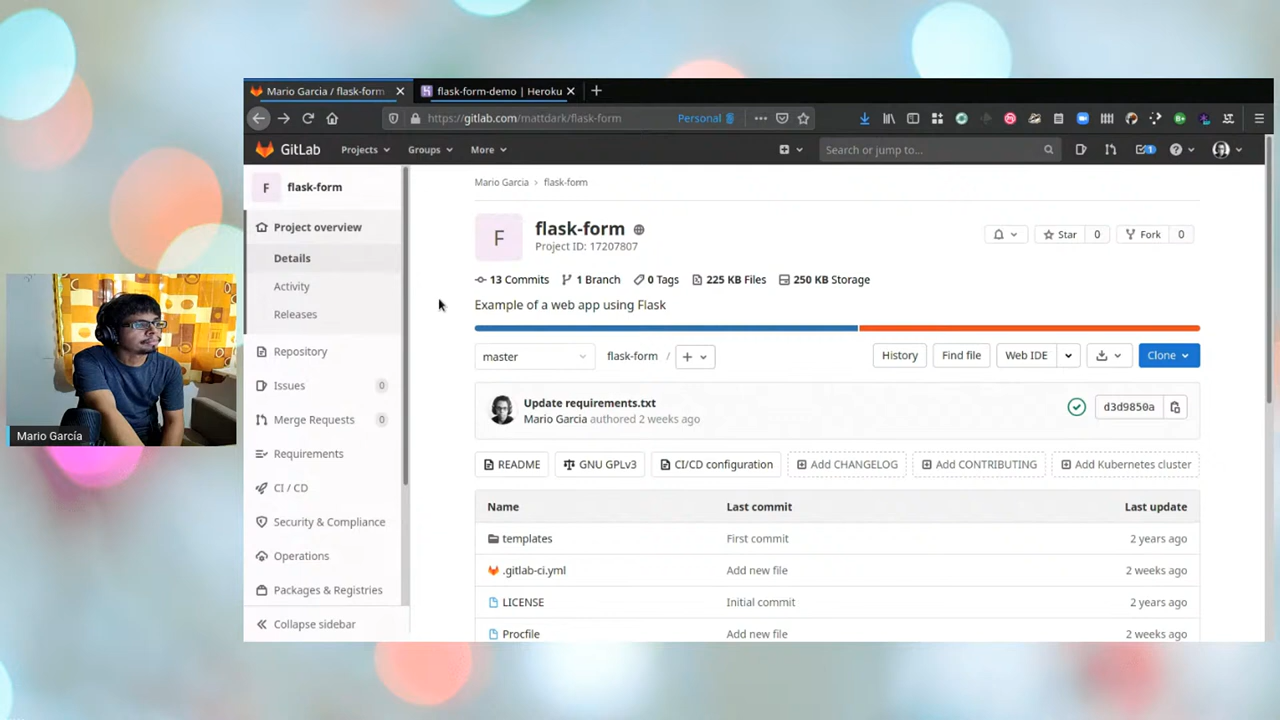 Mario Garcia / flask-form
flask-form-demo | Heroku
https://gitlab.com/mattdark/flask-form
Personal
GitLab
Projects
Groups
More
Search or jump to...
1
F
flask-form
Project overview
Details
Activity
Releases
Repository
Issues
0
Merge Requests
0
Requirements
CI / CD
Security & Compliance
Operations
Packages & Registries
Collapse sidebar
Mario Garcia > flask-form
F
flask-form
Project ID: 17207807
Star
0
Fork
0
13 Commits
1 Branch
0 Tags
225 KB Files
250 KB Storage
Example of a web app using Flask
master
flask-form /
+
History
Find file
Web IDE
Clone
Update requirements.txt
Mario Garcia authored 2 weeks ago
d3d9850a
README
GNU GPLv3
CI/CD configuration
Add CHANGELOG
Add CONTRIBUTING
Add Kubernetes cluster
Name Last commit Last update
templates First commit 2 years ago
.gitlab-ci.yml Add new file 2 weeks ago
LICENSE Initial commit 2 years ago
Procfile Add new file 2 weeks ago
Mario García